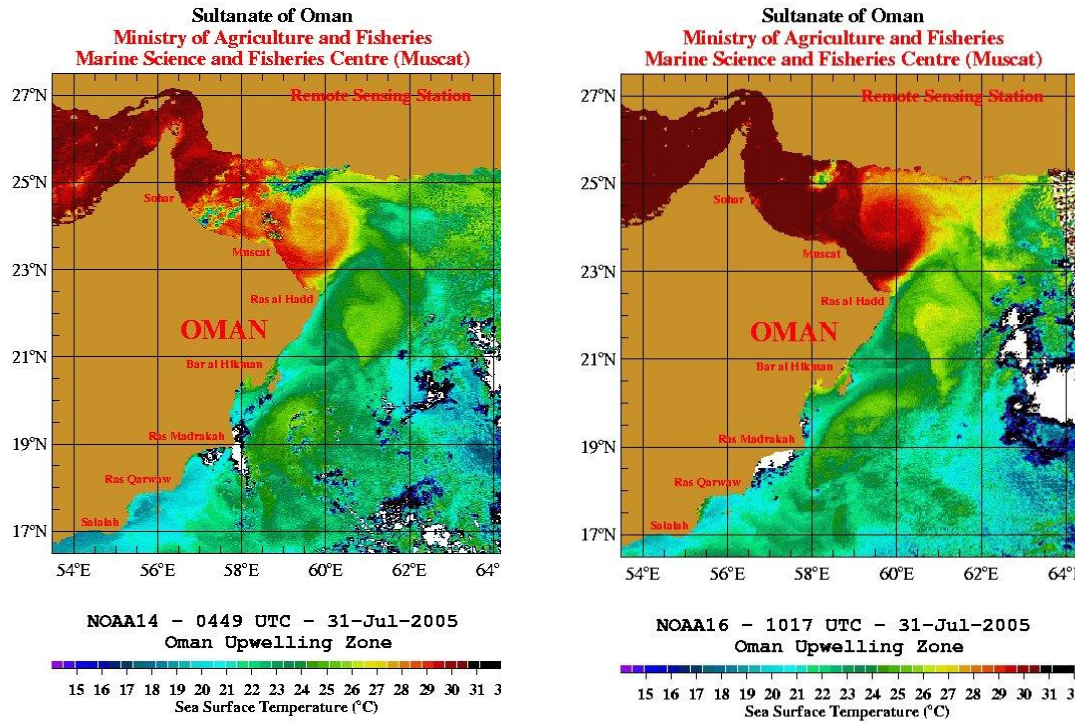 Sultanate of Oman
Ministry of Agriculture and Fisheries
Marine Science and Fisheries Centre (Muscat)
27°N
Remote Sensing Station
25°N
Sohar
Muscat
23°N
Ras al Hadd
OMAN
21°N
Bar al Hikman
19°N
Ras Madrakah
Ras Qarwaw
17°N
Salalah
54°E 56°E 58°E 60°E 62°E 64°
NOAA14 - 0449 UTC - 31-Jul-2005
Oman Upwelling Zone
15 16 17 18 19 20 21 22 23 24 25 26 27 28 29 30 31 3
Sea Surface Temperature (°C)
Sultanate of Oman
Ministry of Agriculture and Fisheries
Marine Science and Fisheries Centre (Muscat)
27°N
Remote Sensing Station
25°N
Sohar
Muscat
23°N
Ras al Hadd
OMAN
21°N
Bar al Hikman
19°N
Ras Madrakah
Ras Qarwaw
17°N
Salalah
54°E 56°E 58°E 60°E 62°E 64°
NOAA16 - 1017 UTC - 31-Jul-2005
Oman Upwelling Zone
15 16 17 18 19 20 21 22 23 24 25 26 27 28 29 30 31 3
Sea Surface Temperature (°C)